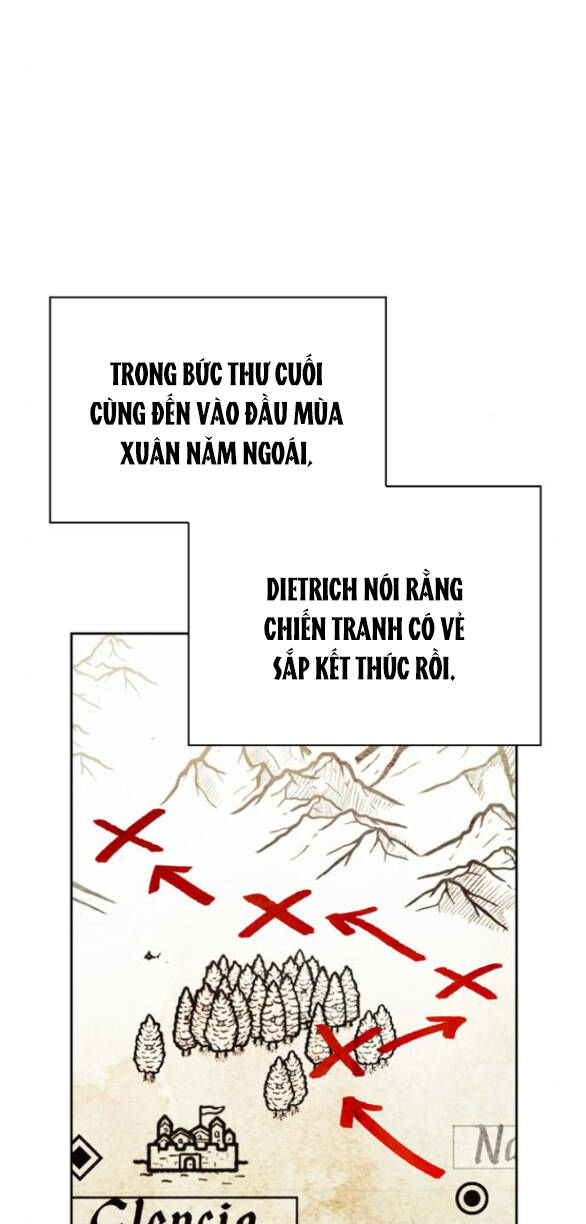 TRONG BỨC THƯ CUỐI
CÙNG ĐẾN VÀO ĐẦU MÙA
XUÂN NĂM NGOÁI,
DIETRICH NÓI RẰNG
CHIẾN TRANH CÓ VẺ
SẮP KẾT THÚC RỒI.
Na